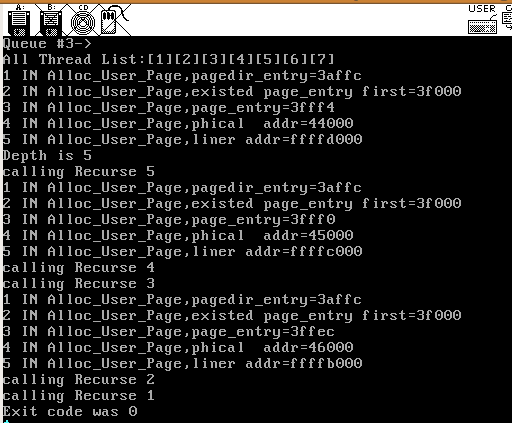 A: B: CD USER
Queue #3->
All Thread List:[1][2][3][4][5][6][7]
1 IN Alloc_User_Page,pagedir_entry=3affc
2 IN Alloc_User_Page,existed page_entry first=3f000
3 IN Alloc_User_Page,page_entry=3fff4
4 IN Alloc_User_Page,phical  addr=44000
5 IN Alloc_User_Page,liner addr=ffffd000
Depth is 5
calling Recurse 5
1 IN Alloc_User_Page,pagedir_entry=3affc
2 IN Alloc_User_Page,existed page_entry first=3f000
3 IN Alloc_User_Page,page_entry=3fff0
4 IN Alloc_User_Page,phical  addr=45000
5 IN Alloc_User_Page,liner addr=ffffc000
calling Recurse 4
calling Recurse 3
1 IN Alloc_User_Page,pagedir_entry=3affc
2 IN Alloc_User_Page,existed page_entry first=3f000
3 IN Alloc_User_Page,page_entry=3ffec
4 IN Alloc_User_Page,phical  addr=46000
5 IN Alloc_User_Page,liner addr=ffffb000
calling Recurse 2
calling Recurse 1
Exit code was 0